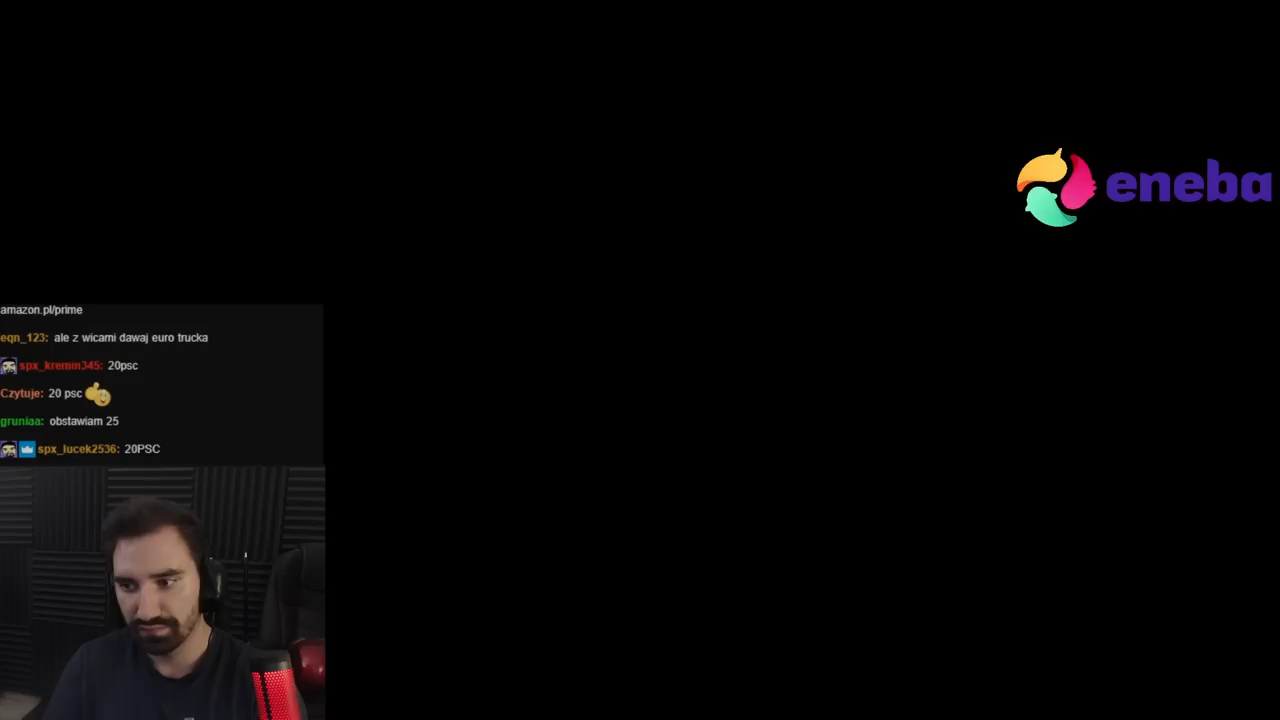 eneba
amazon.pl/prime
eqn_123: ale z wicami dawaj euro trucka
spx_kremin345: 20psc
Czytuje: 20 psc
gruniaa: obstawiam 25
spx_lucek2536: 20PSC